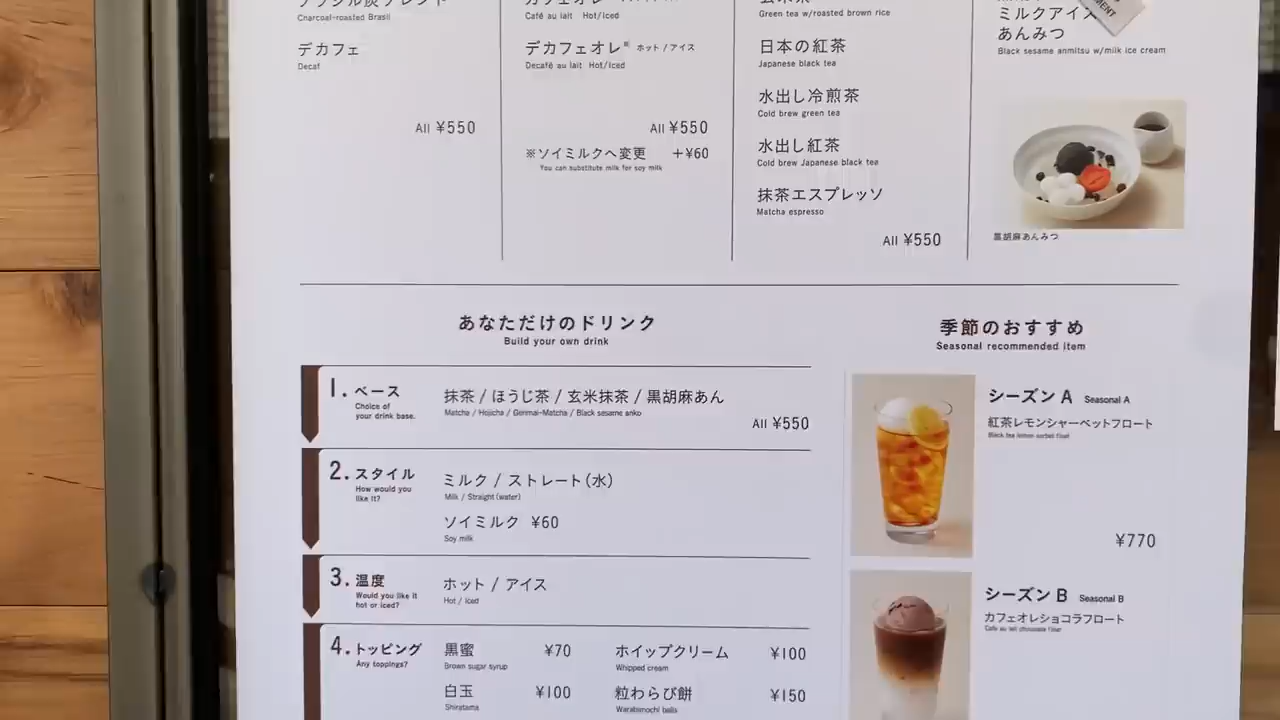 Charcoal-roasted Brasil
デカフェ
Decaf
All ¥550
Café au lait Hot/Iced
デカフェオレ※ ホット / アイス
Decafé au lait Hot/Iced
All ¥550
※ソイミルクへ変更 +¥60
You can substitute milk for soy milk
Green tea w/roasted brown rice
日本の紅茶
Japanese black tea
水出し冷煎茶
Cold brew green tea
水出し紅茶
Cold brew Japanese black tea
抹茶エスプレッソ
Matcha espresso
All ¥550
ミルクアイス
あんみつ
Black sesame anmitsu w/milk ice cream
黒胡麻あんみつ
あなただけのドリンク
Build your own drink
1. ベース
Choice of
your drink base.
抹茶 / ほうじ茶 / 玄米抹茶 / 黒胡麻あん
Matcha / Hojicha / Genmai-Matcha / Black sesame anko
All ¥550
2. スタイル
How would you
like it?
ミルク / ストレート(水)
Milk / Straight (water)
ソイミルク ¥60
Soy milk
3. 温度
Would you like it
hot or iced?
ホット / アイス
Hot / Iced
4. トッピング
Any toppings?
黒蜜 ¥70
Brown sugar syrup
ホイップクリーム ¥100
Whipped cream
白玉 ¥100
Shiratama
粒わらび餅 ¥150
Warabimochi balls
季節のおすすめ
Seasonal recommended item
シーズン A Seasonal A
紅茶レモンシャーベットフロート
Black tea lemon sorbet float
¥770
シーズン B Seasonal B
カフェオレショコラフロート
Café au lait chocolate float